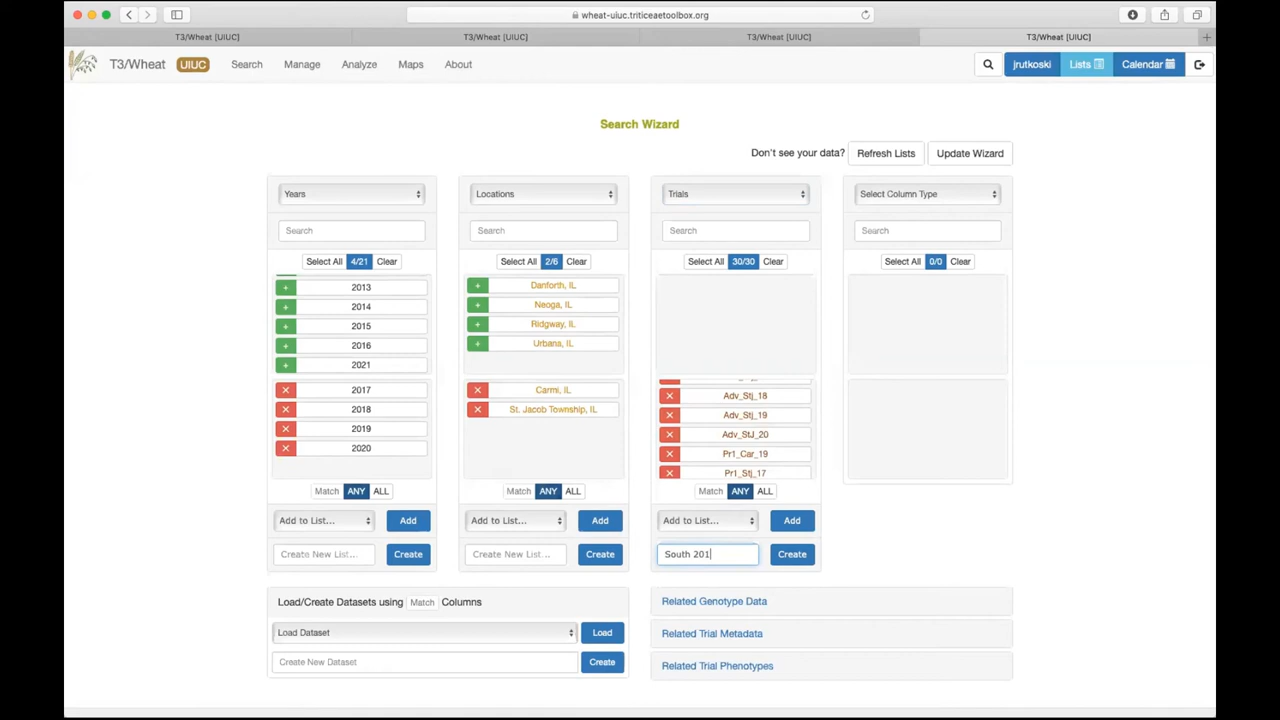 wheat-uiuc.triticaetoolbox.org
T3/Wheat [UIUC] T3/Wheat [UIUC] T3/Wheat [UIUC] T3/Wheat [UIUC]
T3/Wheat UIUC Search Manage Analyze Maps About jrutkoski Lists Calendar
Search Wizard
Don't see your data? Refresh Lists Update Wizard
Years Locations Trials Select Column Type
Search Search Search Search
Select All 4/21 Clear Select All 2/6 Clear Select All 30/30 Clear Select All 0/0 Clear
2013 Danforth, IL
2014 Neoga, IL
2015 Ridgway, IL
2016 Urbana, IL
2021
2017 Carmi, IL Adv_Stj_18
2018 St. Jacob Township, IL Adv_Stj_19
2019 Adv_StJ_20
2020 Pr1_Car_19
Pr1_Stj_17
Match ANY ALL Match ANY ALL Match ANY ALL
Add to List... Add Add to List... Add Add to List... Add
Create New List... Create Create New List... Create South 201 Create
Load/Create Datasets using Match Columns
Load Dataset Load
Create New Dataset Create
Related Genotype Data
Related Trial Metadata
Related Trial Phenotypes